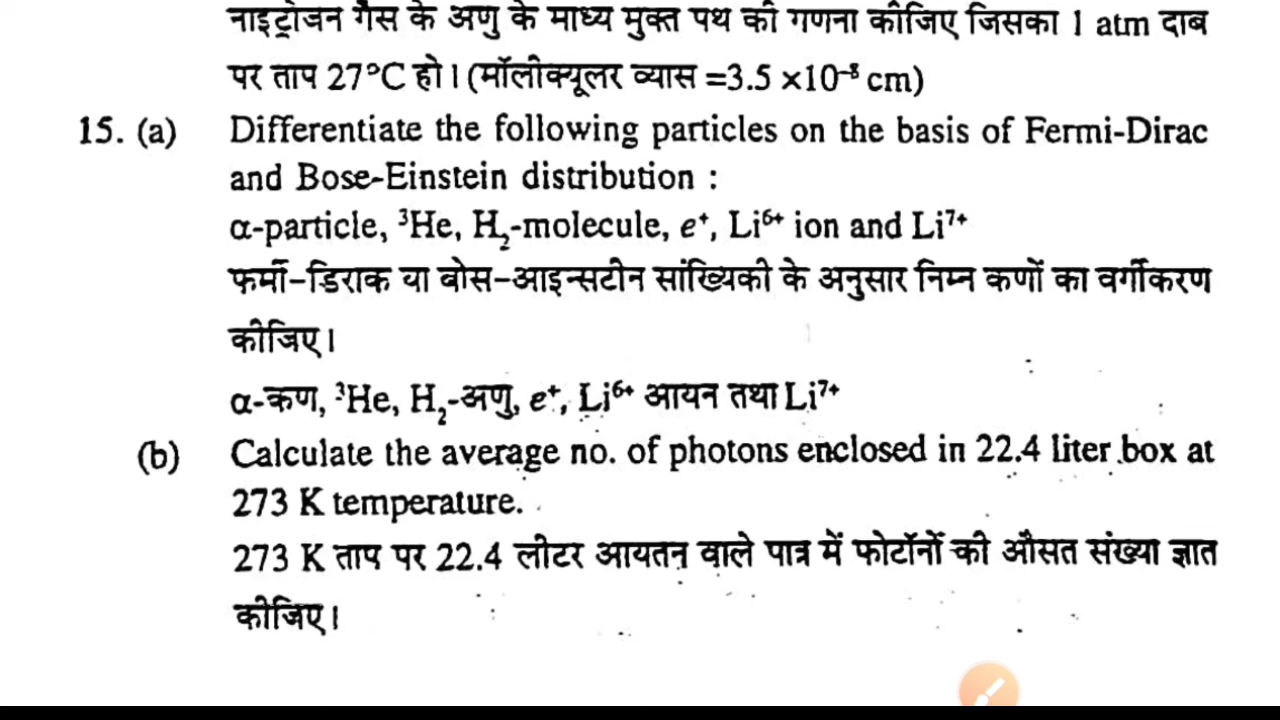 नाइट्रोजन गैस के अणु के माध्य मुक्त पथ की गणना कीजिए जिसका 1 atm दाब
पर ताप 27°C हो। (मॉलीक्यूलर व्यास =3.5 ×10⁻⁸ cm)
15. (a) Differentiate the following particles on the basis of Fermi-Dirac
and Bose-Einstein distribution :
α-particle, ³He, H₂-molecule, e⁺, Li⁶⁺ ion and Li⁷⁺
फर्मी-डिराक या बोस-आइन्सटीन सांख्यिकी के अनुसार निम्न कणों का वर्गीकरण
कीजिए।
α-कण, ³He, H₂-अणु, e⁺, Li⁶⁺ आयन तथा Li⁷⁺
(b) Calculate the average no. of photons enclosed in 22.4 liter box at
273 K temperature.
273 K ताप पर 22.4 लीटर आयतन वाले पात्र में फोटॉनों की औसत संख्या ज्ञात
कीजिए।